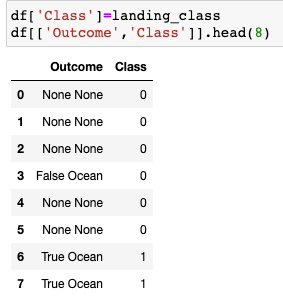 df['Class']=landing_class
df[['Outcome','Class']].head(8)
Outcome Class
0 None None 0
1 None None 0
2 None None 0
3 False Ocean 0
4 None None 0
5 None None 0
6 True Ocean 1
7 True Ocean 1